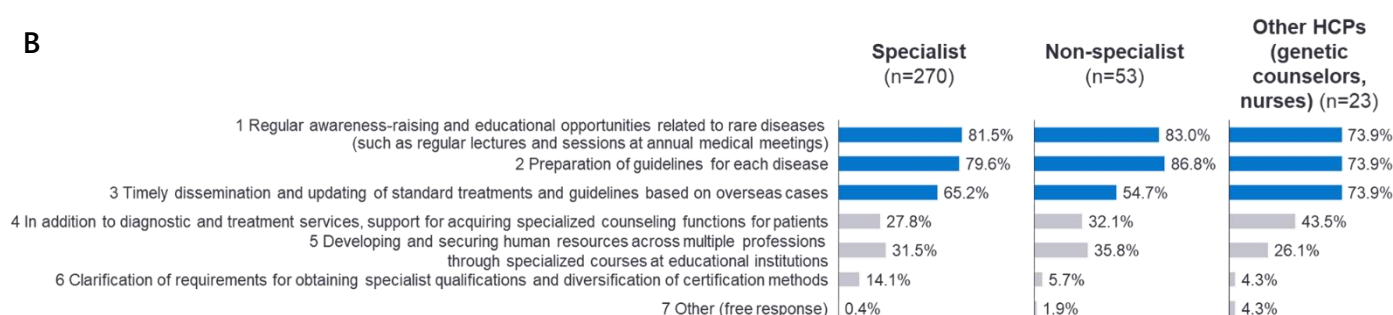 B
Specialist
(n=270)
Non-specialist
(n=53)
Other HCPs
(genetic
counselors,
nurses) (n=23)
1 Regular awareness-raising and educational opportunities related to rare diseases
(such as regular lectures and sessions at annual medical meetings)
81.5%
83.0%
73.9%
2 Preparation of guidelines for each disease
79.6%
86.8%
73.9%
3 Timely dissemination and updating of standard treatments and guidelines based on overseas cases
65.2%
54.7%
73.9%
4 In addition to diagnostic and treatment services, support for acquiring specialized counseling functions for patients
27.8%
32.1%
43.5%
5 Developing and securing human resources across multiple professions
through specialized courses at educational institutions
31.5%
35.8%
26.1%
6 Clarification of requirements for obtaining specialist qualifications and diversification of certification methods
14.1%
5.7%
4.3%
7 Other (free response)
0.4%
1.9%
4.3%